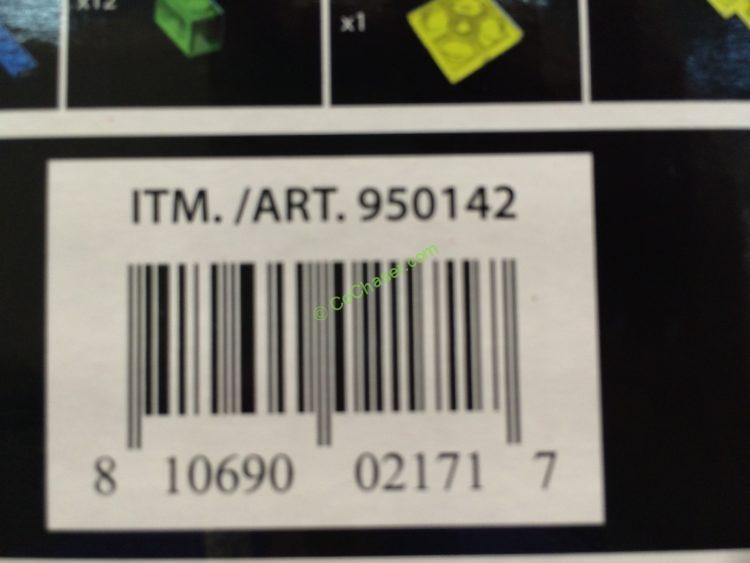 x12
x1
ITM. /ART. 950142
© CoChaser.com
8 10690 02171 7